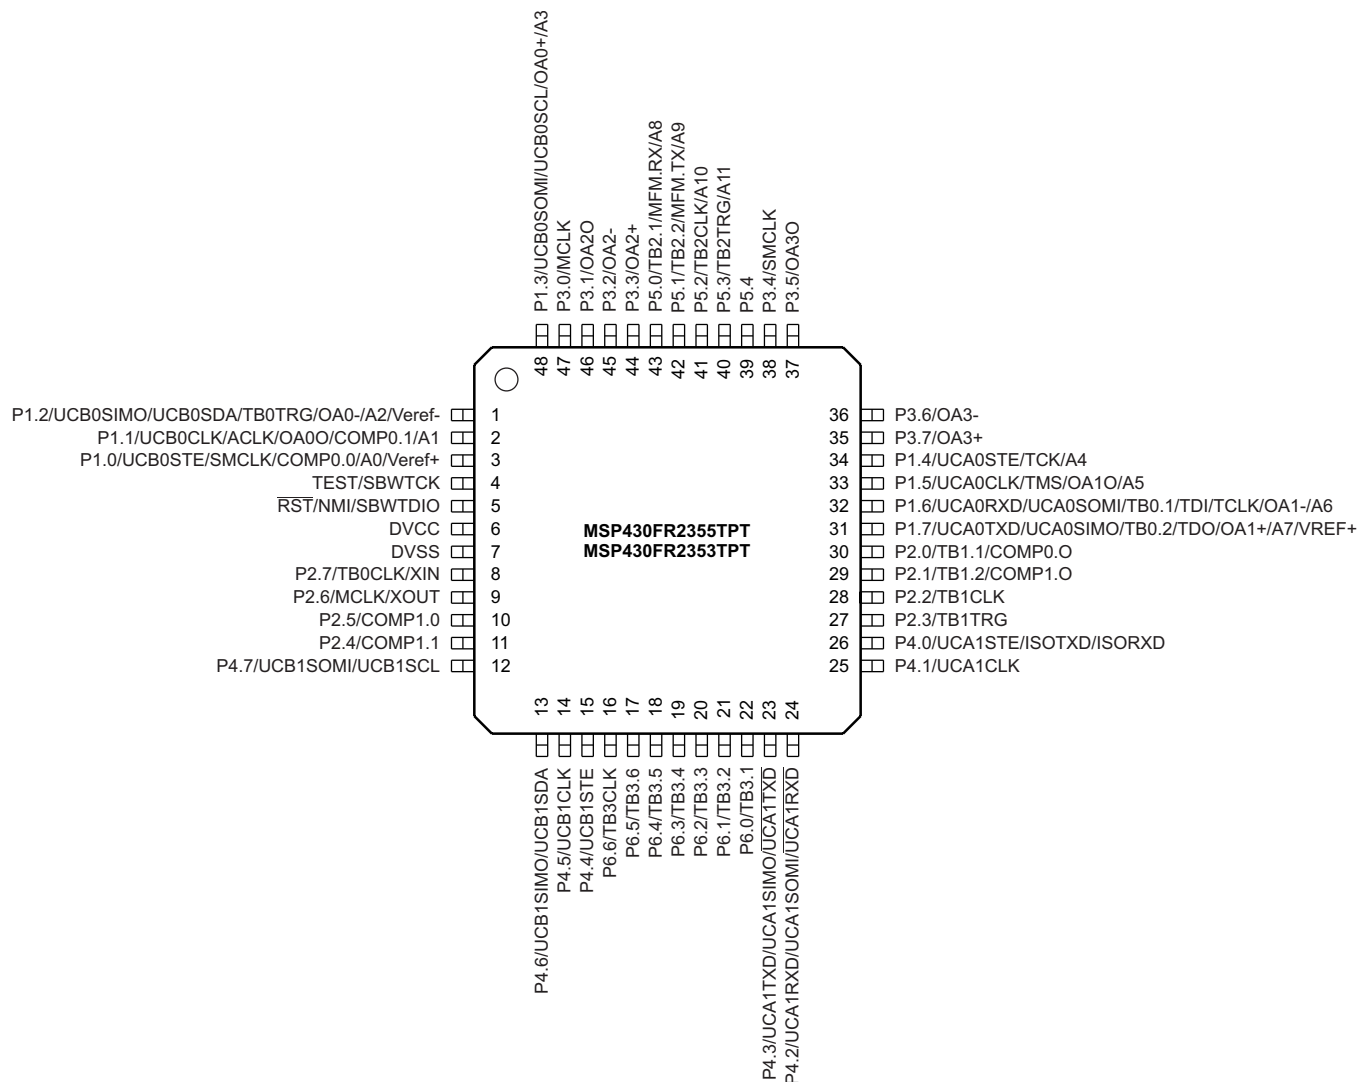 P1.3/UCB0SOMI/UCB0SCL/OA0+/A3
P3.0/MCLK
P3.1/OA2O
P3.2/OA2-
P3.3/OA2+
P5.0/TB2.1/MFM.RX/A8
P5.1/TB2.2/MFM.TX/A9
P5.2/TB2CLK/A10
P5.3/TB2TRG/A11
P5.4
P3.4/SMCLK
P3.5/OA3O
48
47
46
45
44
43
42
41
40
39
38
37
P1.2/UCB0SIMO/UCB0SDA/TB0TRG/OA0-/A2/Veref- 1
P1.1/UCB0CLK/ACLK/OA0O/COMP0.1/A1 2
P1.0/UCB0STE/SMCLK/COMP0.0/A0/Veref+ 3
TEST/SBWTCK 4
RST/NMI/SBWTDIO 5
DVCC 6
DVSS 7
P2.7/TB0CLK/XIN 8
P2.6/MCLK/XOUT 9
P2.5/COMP1.0 10
P2.4/COMP1.1 11
P4.7/UCB1SOMI/UCB1SCL 12
MSP430FR2355TPT
MSP430FR2353TPT
36 P3.6/OA3-
35 P3.7/OA3+
34 P1.4/UCA0STE/TCK/A4
33 P1.5/UCA0CLK/TMS/OA1O/A5
32 P1.6/UCA0RXD/UCA0SOMI/TB0.1/TDI/TCLK/OA1-/A6
31 P1.7/UCA0TXD/UCA0SIMO/TB0.2/TDO/OA1+/A7/VREF+
30 P2.0/TB1.1/COMP0.O
29 P2.1/TB1.2/COMP1.O
28 P2.2/TB1CLK
27 P2.3/TB1TRG
26 P4.0/UCA1STE/ISOTXD/ISORXD
25 P4.1/UCA1CLK
13
14
15
16
17
18
19
20
21
22
23
24
P4.6/UCB1SIMO/UCB1SDA
P4.5/UCB1CLK
P4.4/UCB1STE
P6.6/TB3CLK
P6.5/TB3.6
P6.4/TB3.5
P6.3/TB3.4
P6.2/TB3.3
P6.1/TB3.2
P6.0/TB3.1
P4.3/UCA1TXD/UCA1SIMO/UCA1TXD
P4.2/UCA1RXD/UCA1SOMI/UCA1RXD